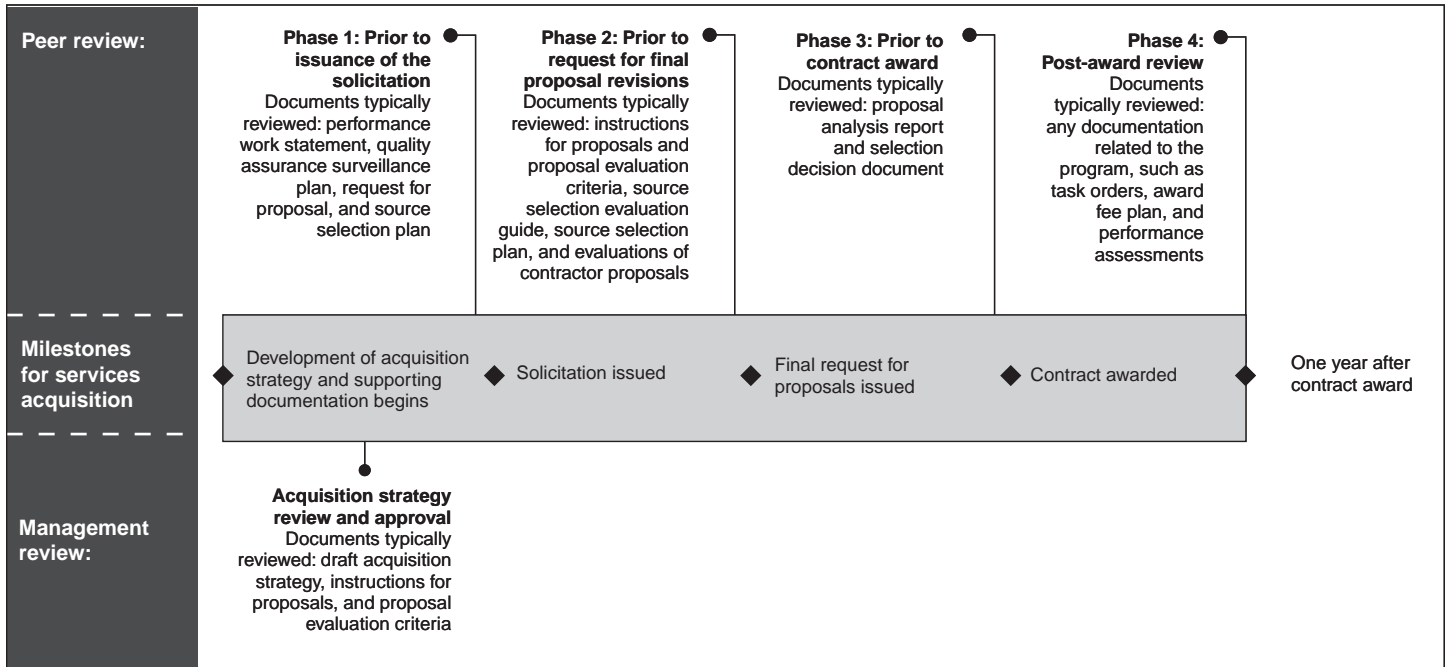 Peer review:
Phase 1: Prior to
issuance of the
solicitation
Documents typically
reviewed: performance
work statement, quality
assurance surveillance
plan, request for
proposal, and source
selection plan
Phase 2: Prior to
request for final
proposal revisions
Documents typically
reviewed: instructions
for proposals and
proposal evaluation
criteria, source
selection evaluation
guide, source selection
plan, and evaluations of
contractor proposals
Phase 3: Prior to
contract award
Documents typically
reviewed: proposal
analysis report
and selection
decision document
Phase 4:
Post-award review
Documents
typically reviewed:
any documentation
related to the
program, such as
task orders, award
fee plan, and
performance
assessments
Milestones
for services
acquisition
Development of acquisition
strategy and supporting
documentation begins
Solicitation issued
Final request for
proposals issued
Contract awarded
One year after
contract award
Management
review:
Acquisition strategy
review and approval
Documents typically
reviewed: draft acquisition
strategy, instructions for
proposals, and proposal
evaluation criteria